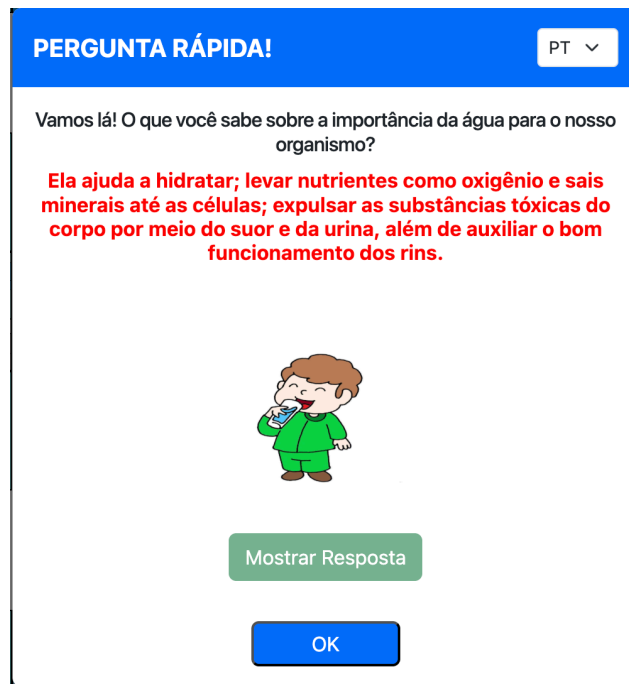 PERGUNTA RÁPIDA!
PT
Vamos lá! O que você sabe sobre a importância da água para o nosso
organismo?
Ela ajuda a hidratar; levar nutrientes como oxigênio e sais
minerais até as células; expulsar as substâncias tóxicas do
corpo por meio do suor e da urina, além de auxiliar o bom
funcionamento dos rins.
Mostrar Resposta
OK